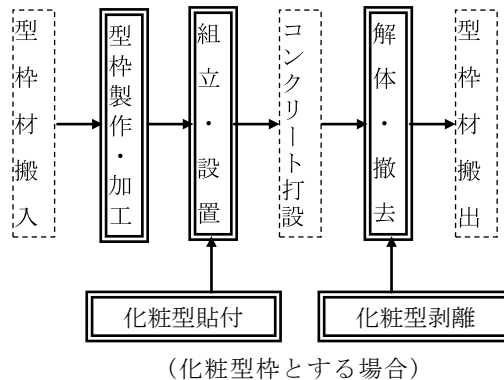 型枠材搬入
型枠製作・加工
組立・設置
コンクリート打設
解体・撤去
型枠材搬出
化粧型貼付
化粧型剥離
(化粧型枠とする場合)